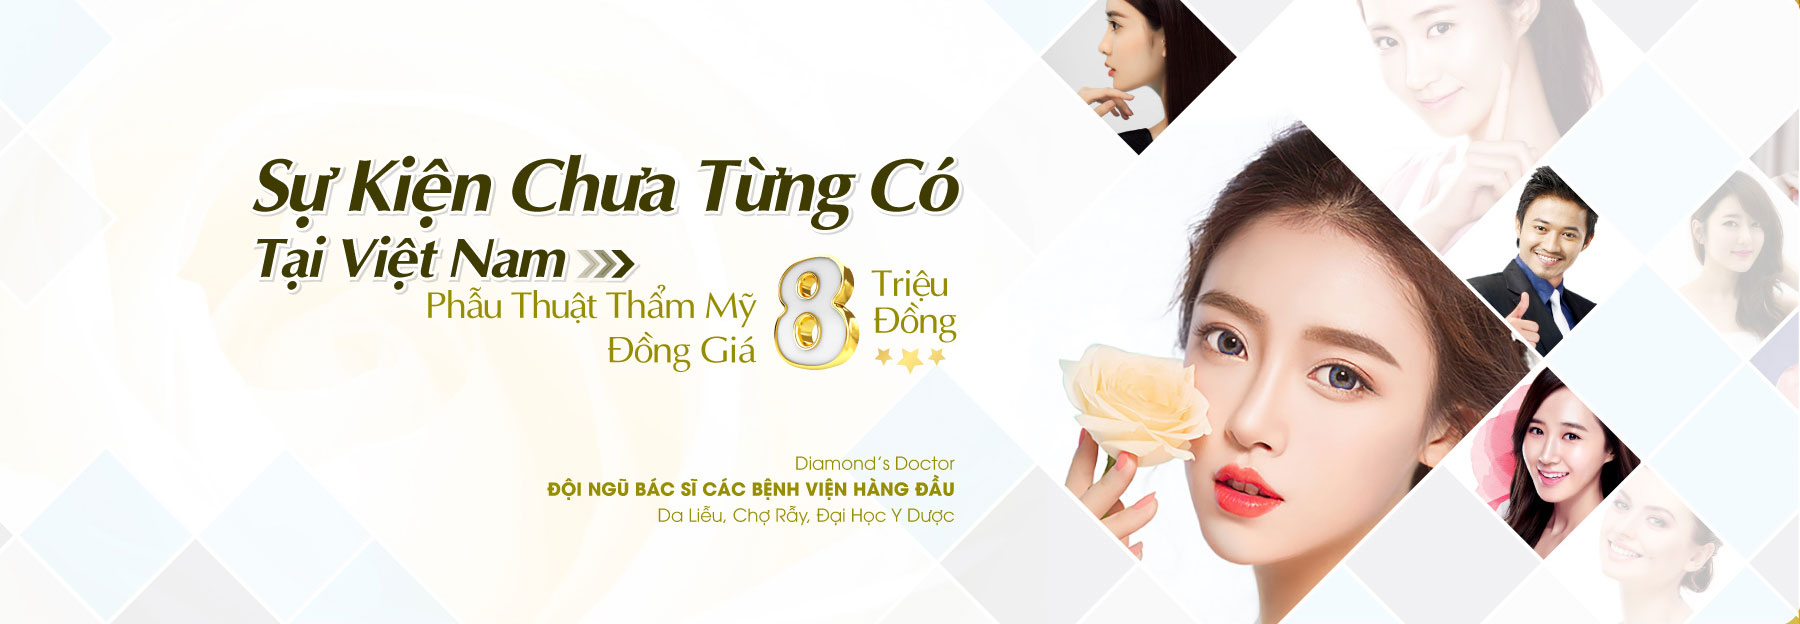 Sự Kiện Chưa Từng Có
Tại Việt Nam
Phẫu Thuật Thẩm Mỹ
Đồng Giá
8
Triệu
Đồng
Diamond's Doctor
ĐỘI NGŨ BÁC SĨ CÁC BỆNH VIỆN HÀNG ĐẦU
Da Liễu, Chợ Rẫy, Đại Học Y Dược